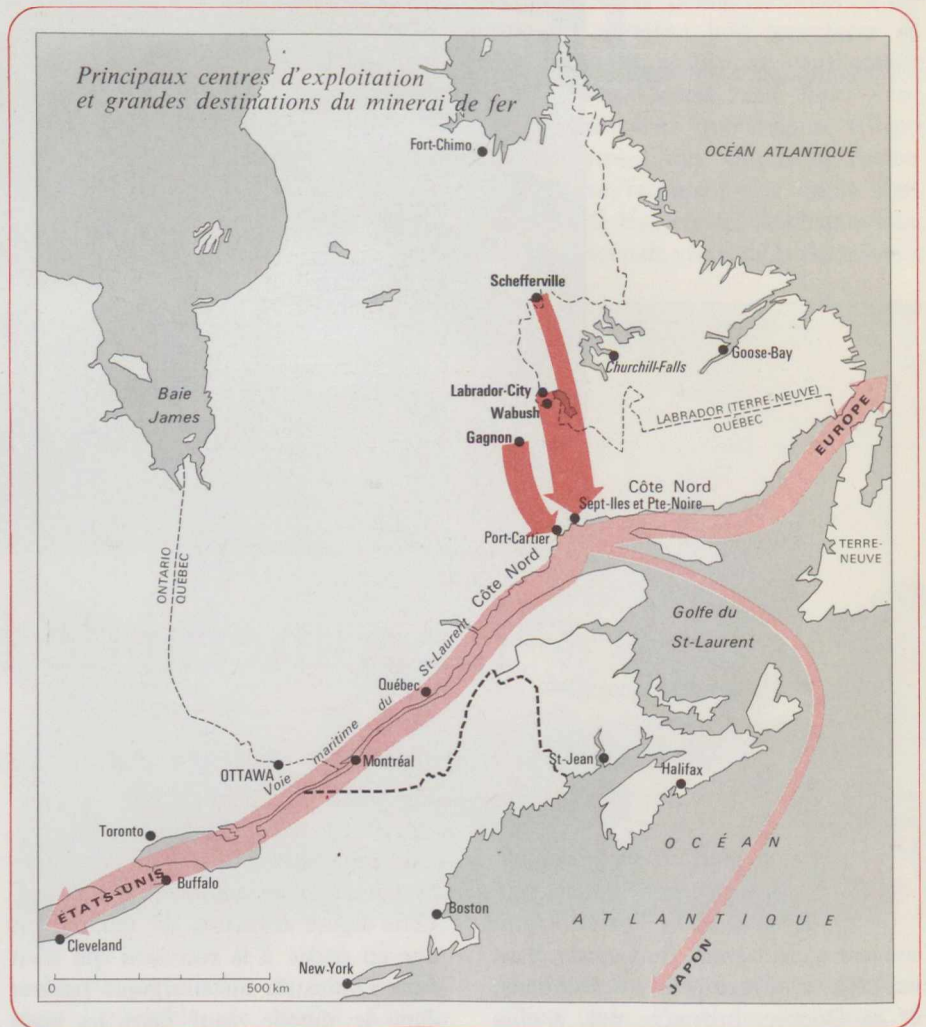 Principaux centres d'exploitation
et grandes destinations du minerai de fer
Fort-Chimo
OCÉAN ATLANTIQUE
Schefferville
Churchill-Falls
Goose-Bay
Baie
James
Labrador-City
Wabush
LABRADOR (TERRE-NEUVE)
QUÉBEC
EUROPE
Gagnon
Côte Nord
Sept-Iles et Pte-Noire
Port-Cartier
TERRE-
NEUVE
ONTARIO
QUEBEC
Golfe du
St-Laurent
Voie maritime du St-Laurent
Côte Nord
Québec
OTTAWA
Montréal
St-Jean
Halifax
Toronto
OCÉAN
ATLANTIQUE
ÉTATS-UNIS
Buffalo
Cleveland
Boston
New-York
JAPON
0 500 km